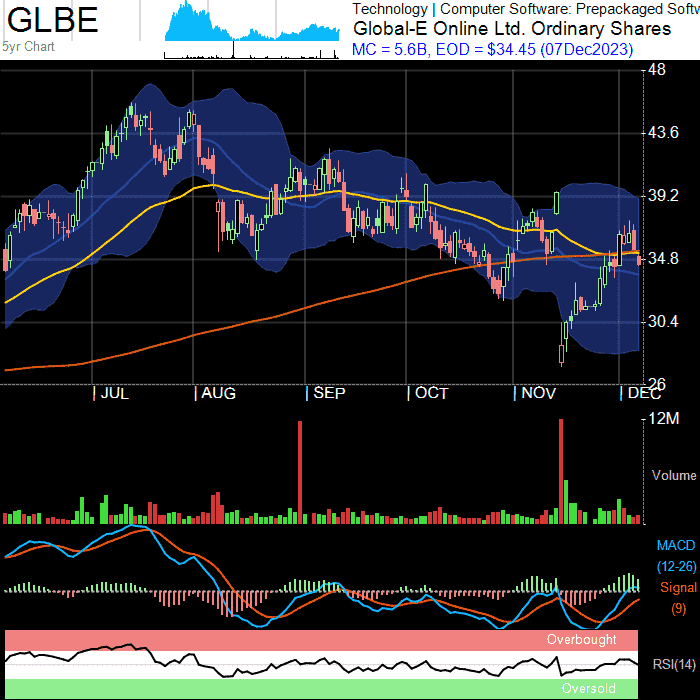 GLBE
5yr Chart
Technology | Computer Software: Prepackaged Softw
Global-E Online Ltd. Ordinary Shares
MC = 5.6B, EOD = $34.45 (07Dec2023)
48
43.6
39.2
34.8
30.4
26
| JUL | AUG | SEP | OCT | NOV | DEC
12M
Volume
MACD
(12-26)
Signal
(9)
Overbought
RSI(14)
Oversold